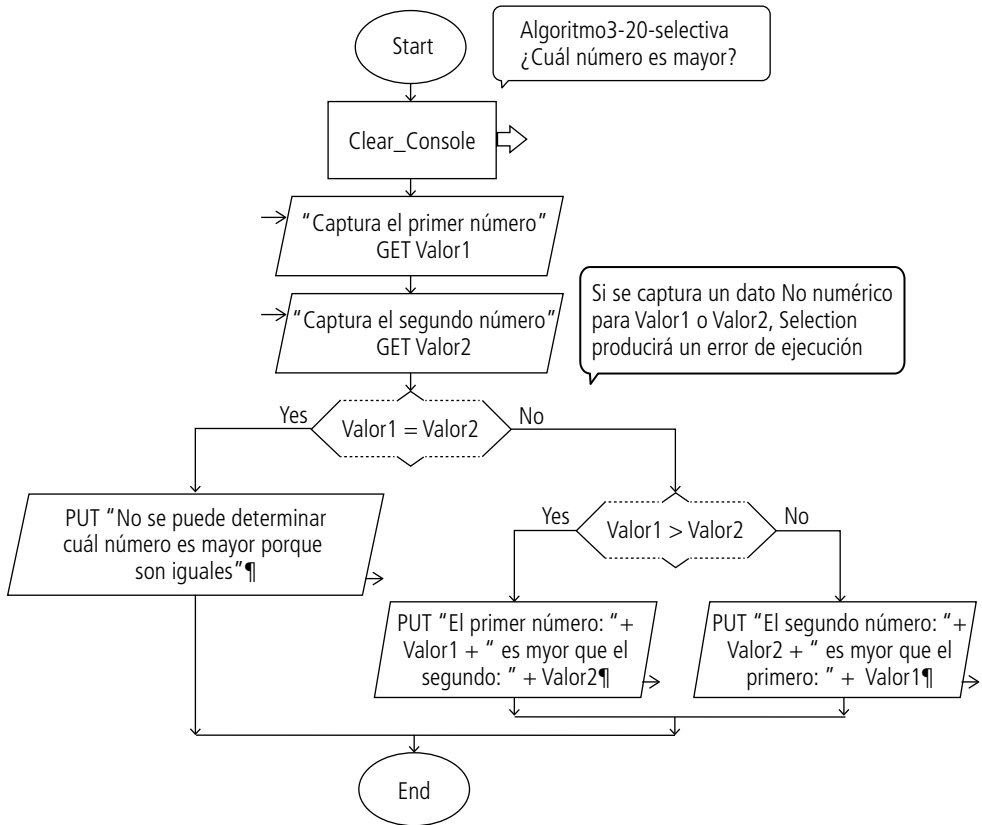 Start
Algoritmo3-20-selectiva
¿Cuál número es mayor?
Clear_Console
“Captura el primer número”
GET Valor1
“Captura el segundo número”
GET Valor2
Si se captura un dato No numérico
para Valor1 o Valor2, Selection
producirá un error de ejecución
Yes
Valor1 = Valor2
No
PUT “No se puede determinar
cuál número es mayor porque
son iguales”¶
Yes
Valor1 > Valor2
No
PUT “El primer número: “+
Valor1 + “ es myor que el
segundo: ” + Valor2¶
PUT “El segundo número: “+
Valor2 + “ es myor que el
primero: ” + Valor1¶
End